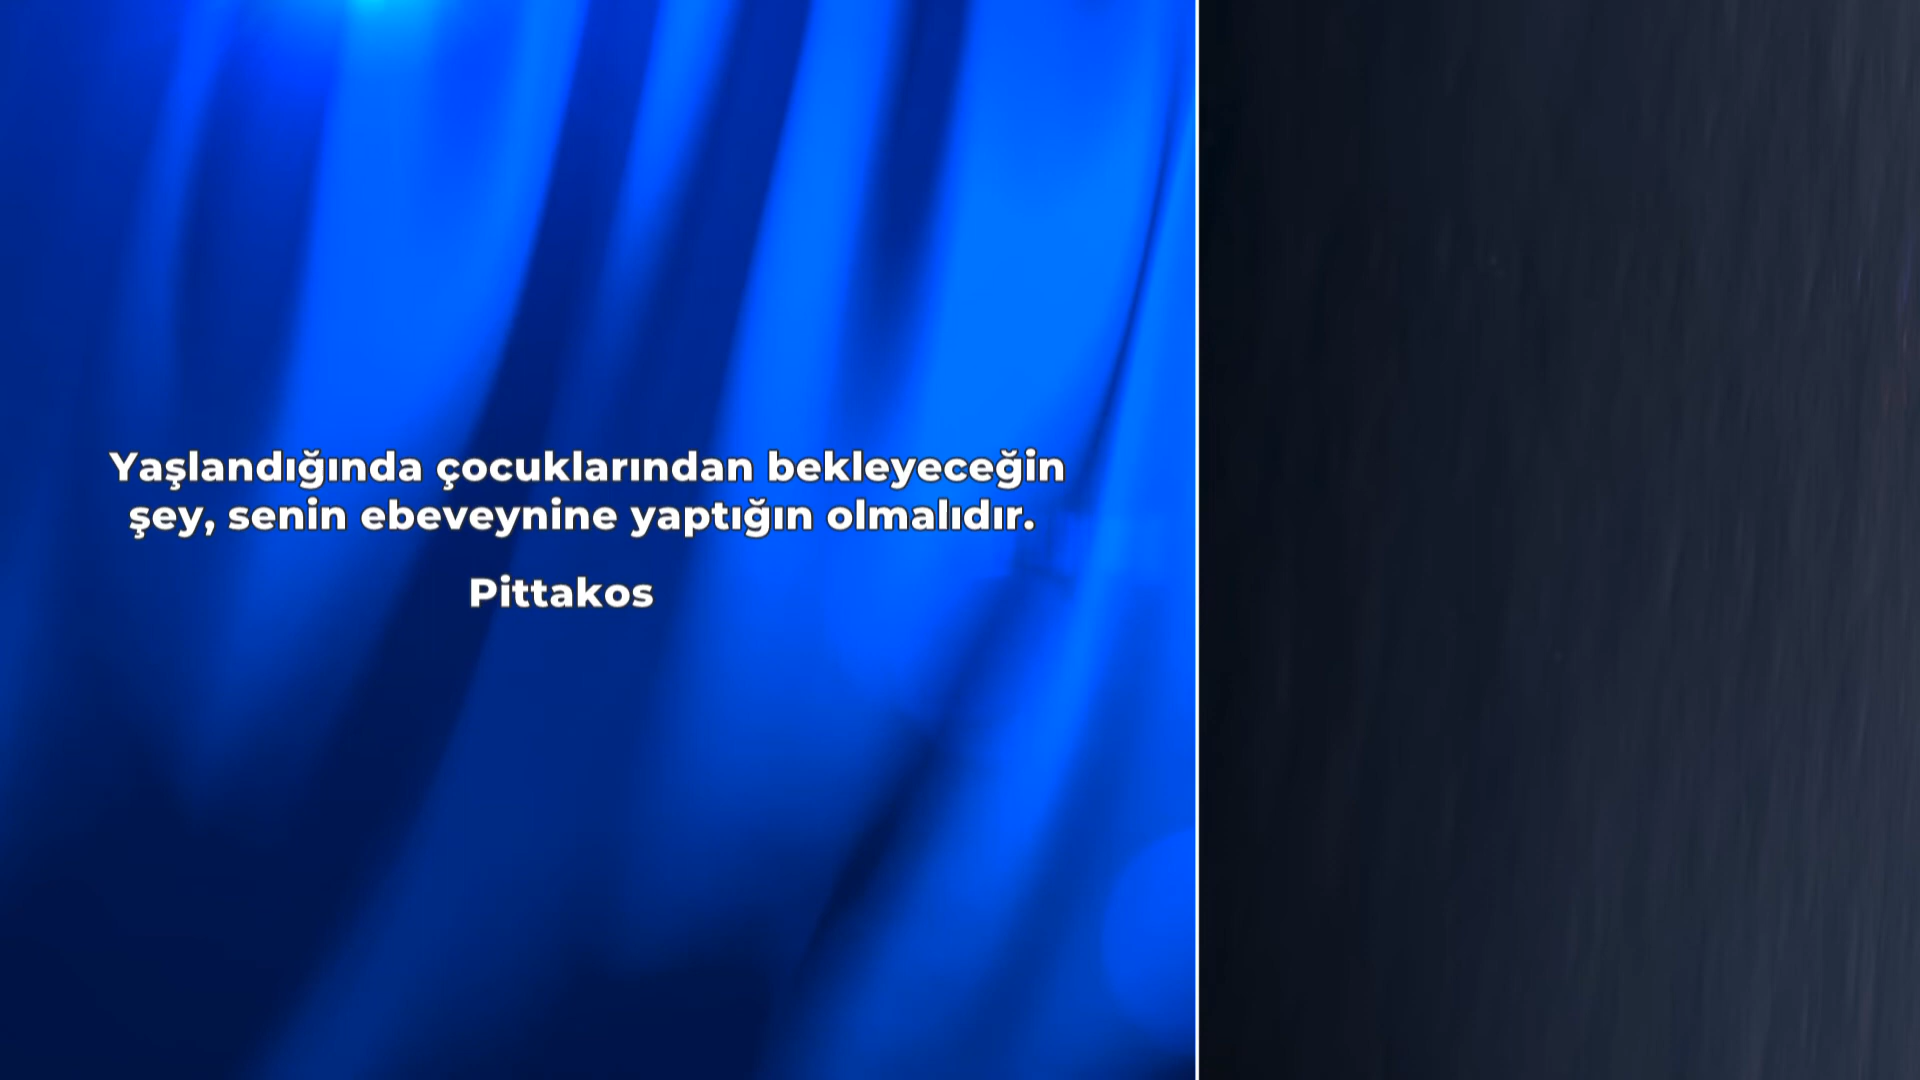 Yaşlandığında çocuklarından bekleyeceğin
şey, senin ebeveynine yaptığın olmalıdır.
Pittakos